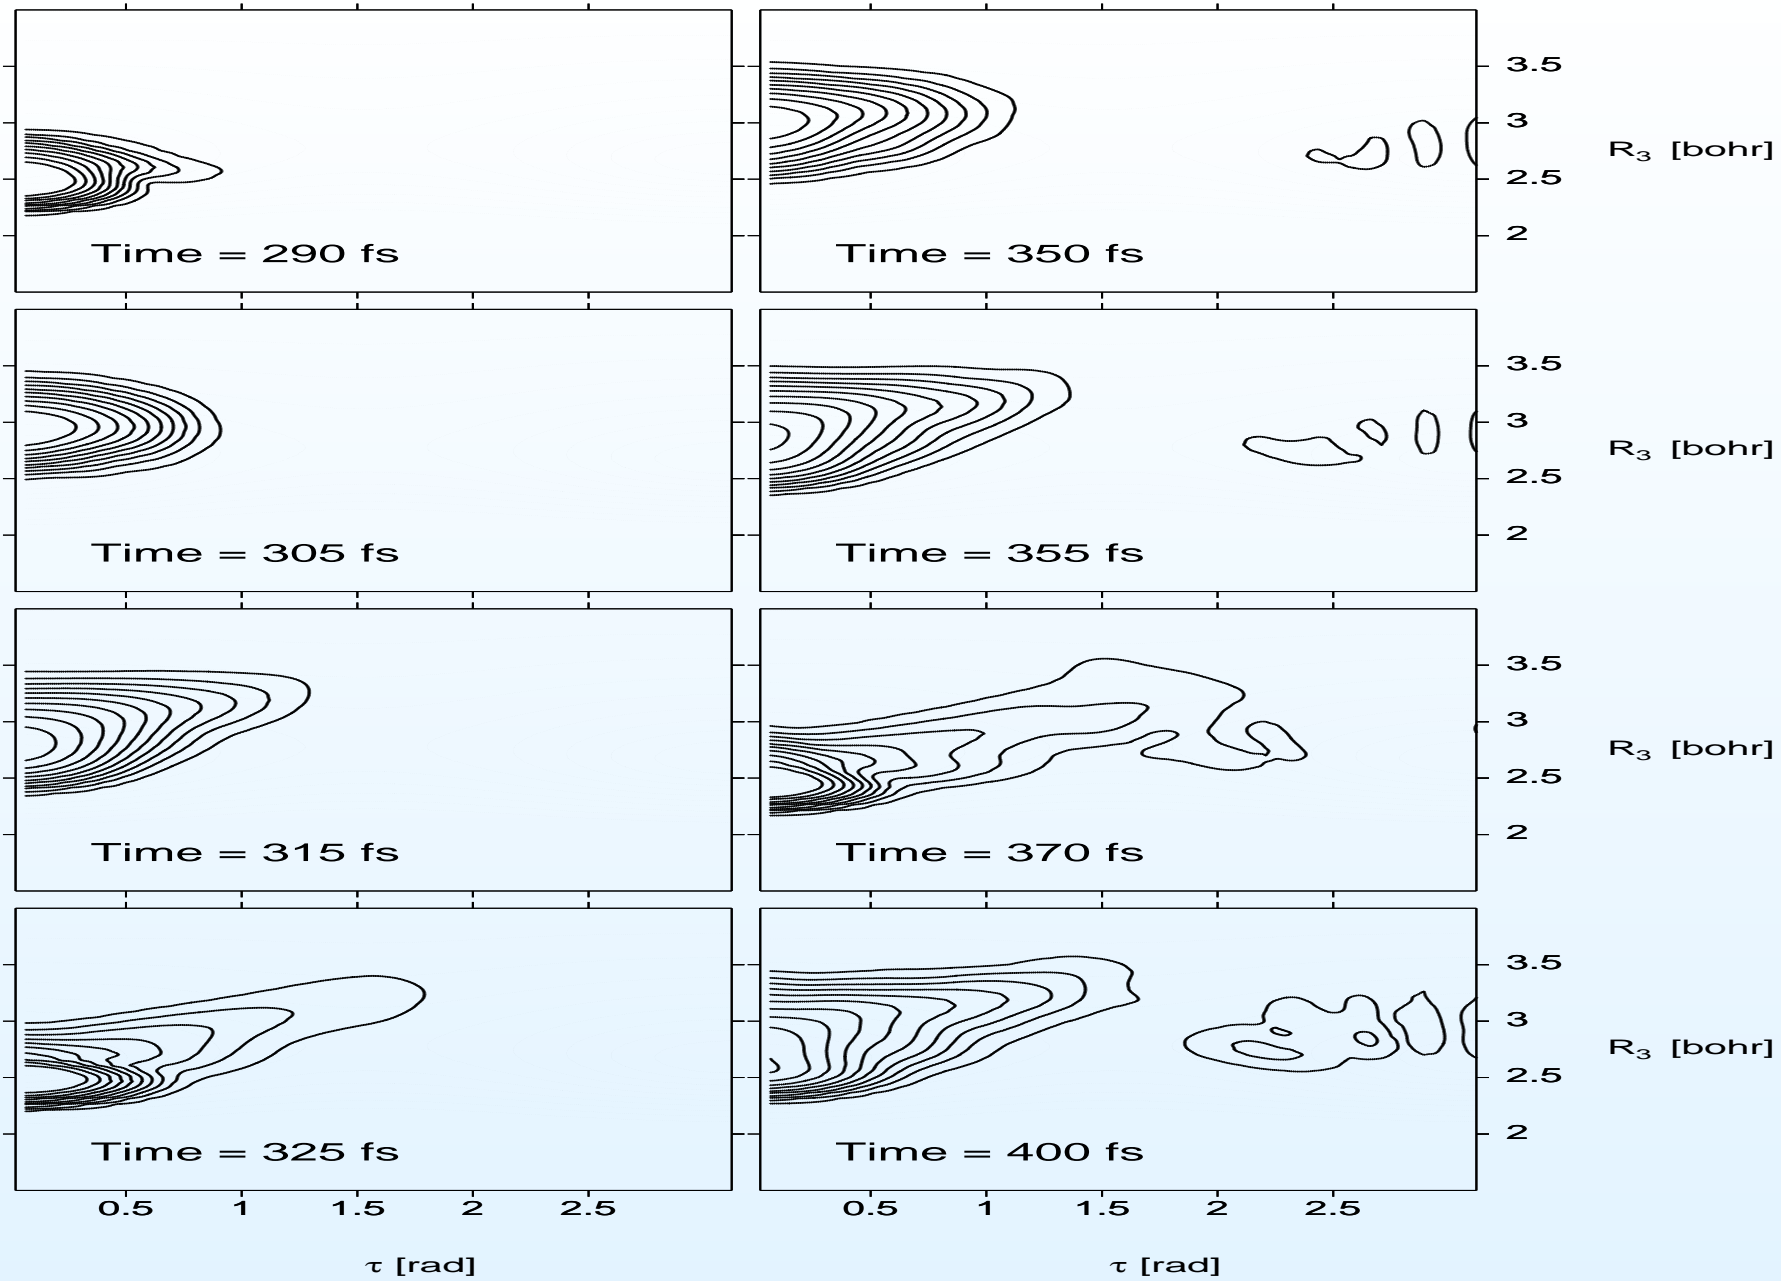 3.5
3
R₃ [bohr]
2.5
2
Time = 290 fs
Time = 350 fs
3.5
3
R₃ [bohr]
2.5
2
Time = 305 fs
Time = 355 fs
3.5
3
R₃ [bohr]
2.5
2
Time = 315 fs
Time = 370 fs
3.5
3
R₃ [bohr]
2.5
2
Time = 325 fs
Time = 400 fs
0.5 1 1.5 2 2.5
0.5 1 1.5 2 2.5
τ [rad]
τ [rad]